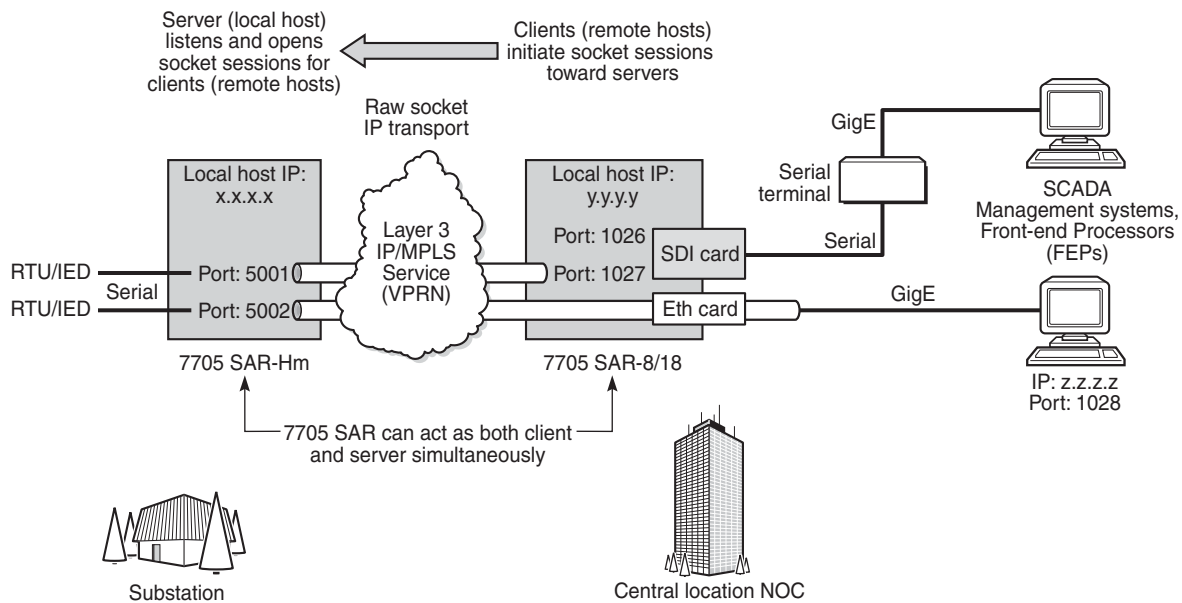 Server (local host)
listens and opens
socket sessions for
clients (remote hosts)
Clients (remote hosts)
initiate socket sessions
toward servers
Raw socket
IP transport
Local host IP:
x.x.x.x
Port: 5001
Port: 5002
RTU/IED
Serial
RTU/IED
Layer 3
IP/MPLS
Service
(VPRN)
Local host IP:
y.y.y.y
Port: 1026
Port: 1027
SDI card
Eth card
GigE
Serial
terminal
Serial
SCADA
Management systems,
Front-end Processors
(FEPs)
GigE
IP: z.z.z.z
Port: 1028
7705 SAR-Hm
7705 SAR-8/18
7705 SAR can act as both client
and server simultaneously
Substation
Central location NOC